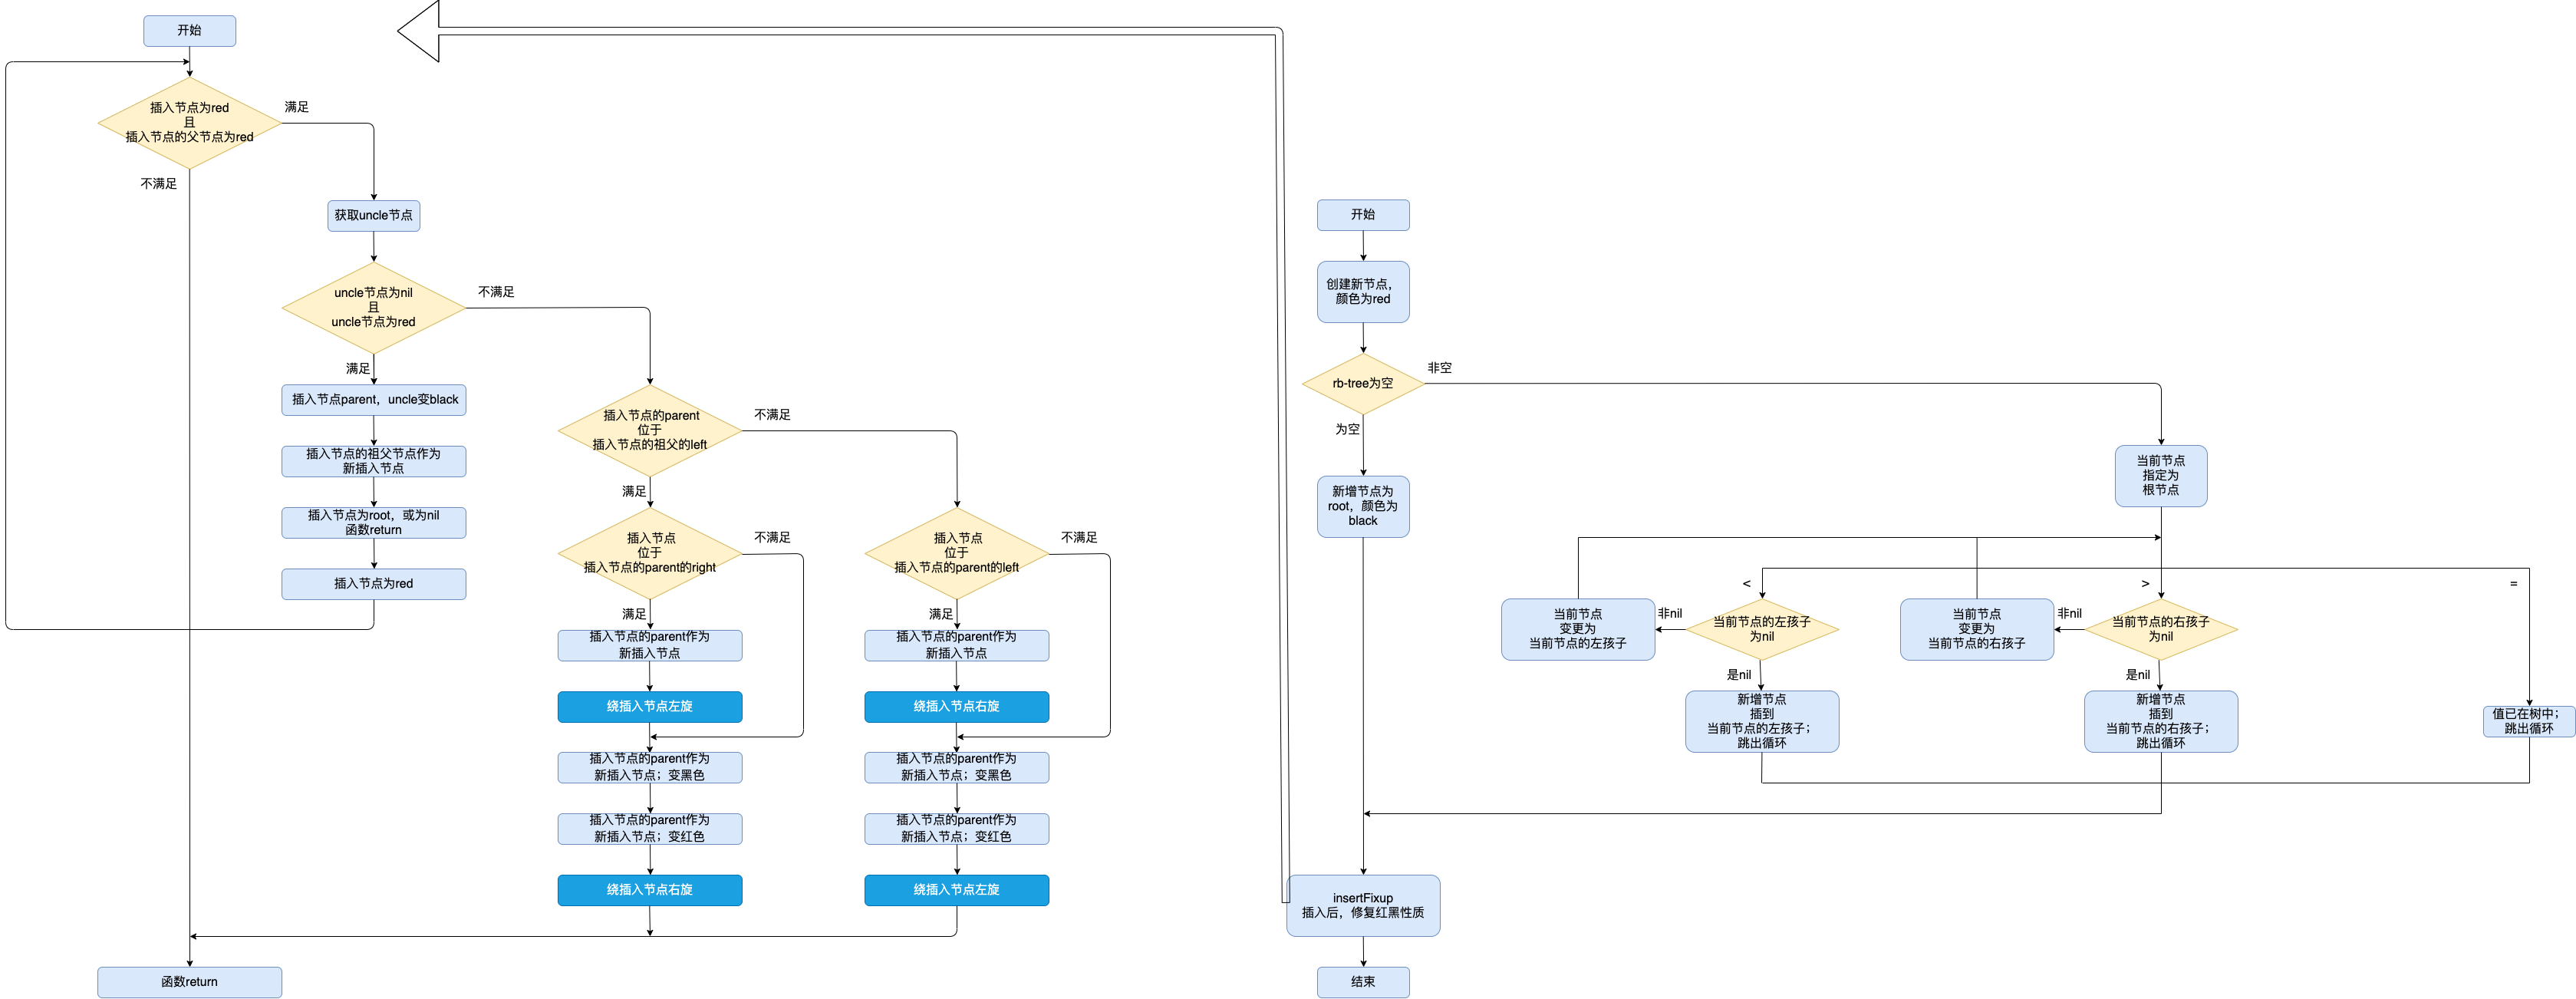 开始
插入节点为red
且
插入节点的父节点为red
满足
不满足
获取uncle节点
uncle节点为nil
且
uncle节点为red
不满足
满足
插入节点parent，uncle变black
插入节点的祖父节点作为
新插入节点
插入节点为root，或为nil
函数return
插入节点为red
插入节点的parent
位于
插入节点的祖父的left
不满足
满足
插入节点
位于
插入节点的parent的right
不满足
满足
插入节点的parent作为
新插入节点
绕插入节点左旋
插入节点的parent作为
新插入节点；变黑色
插入节点的parent作为
新插入节点；变红色
绕插入节点右旋
插入节点
位于
插入节点的parent的left
不满足
满足
插入节点的parent作为
新插入节点
绕插入节点右旋
插入节点的parent作为
新插入节点；变黑色
插入节点的parent作为
新插入节点；变红色
绕插入节点左旋
函数return
开始
创建新节点，
颜色为red
rb-tree为空
非空
为空
新增节点为
root，颜色为
black
当前节点
指定为
根节点
<
>
=
当前节点
变更为
当前节点的左孩子
非nil
当前节点的左孩子
为nil
当前节点
变更为
当前节点的右孩子
非nil
当前节点的右孩子
为nil
是nil
是nil
新增节点
插到
当前节点的左孩子；
跳出循环
新增节点
插到
当前节点的右孩子；
跳出循环
值已在树中；
跳出循环
insertFixup
插入后，修复红黑性质
结束